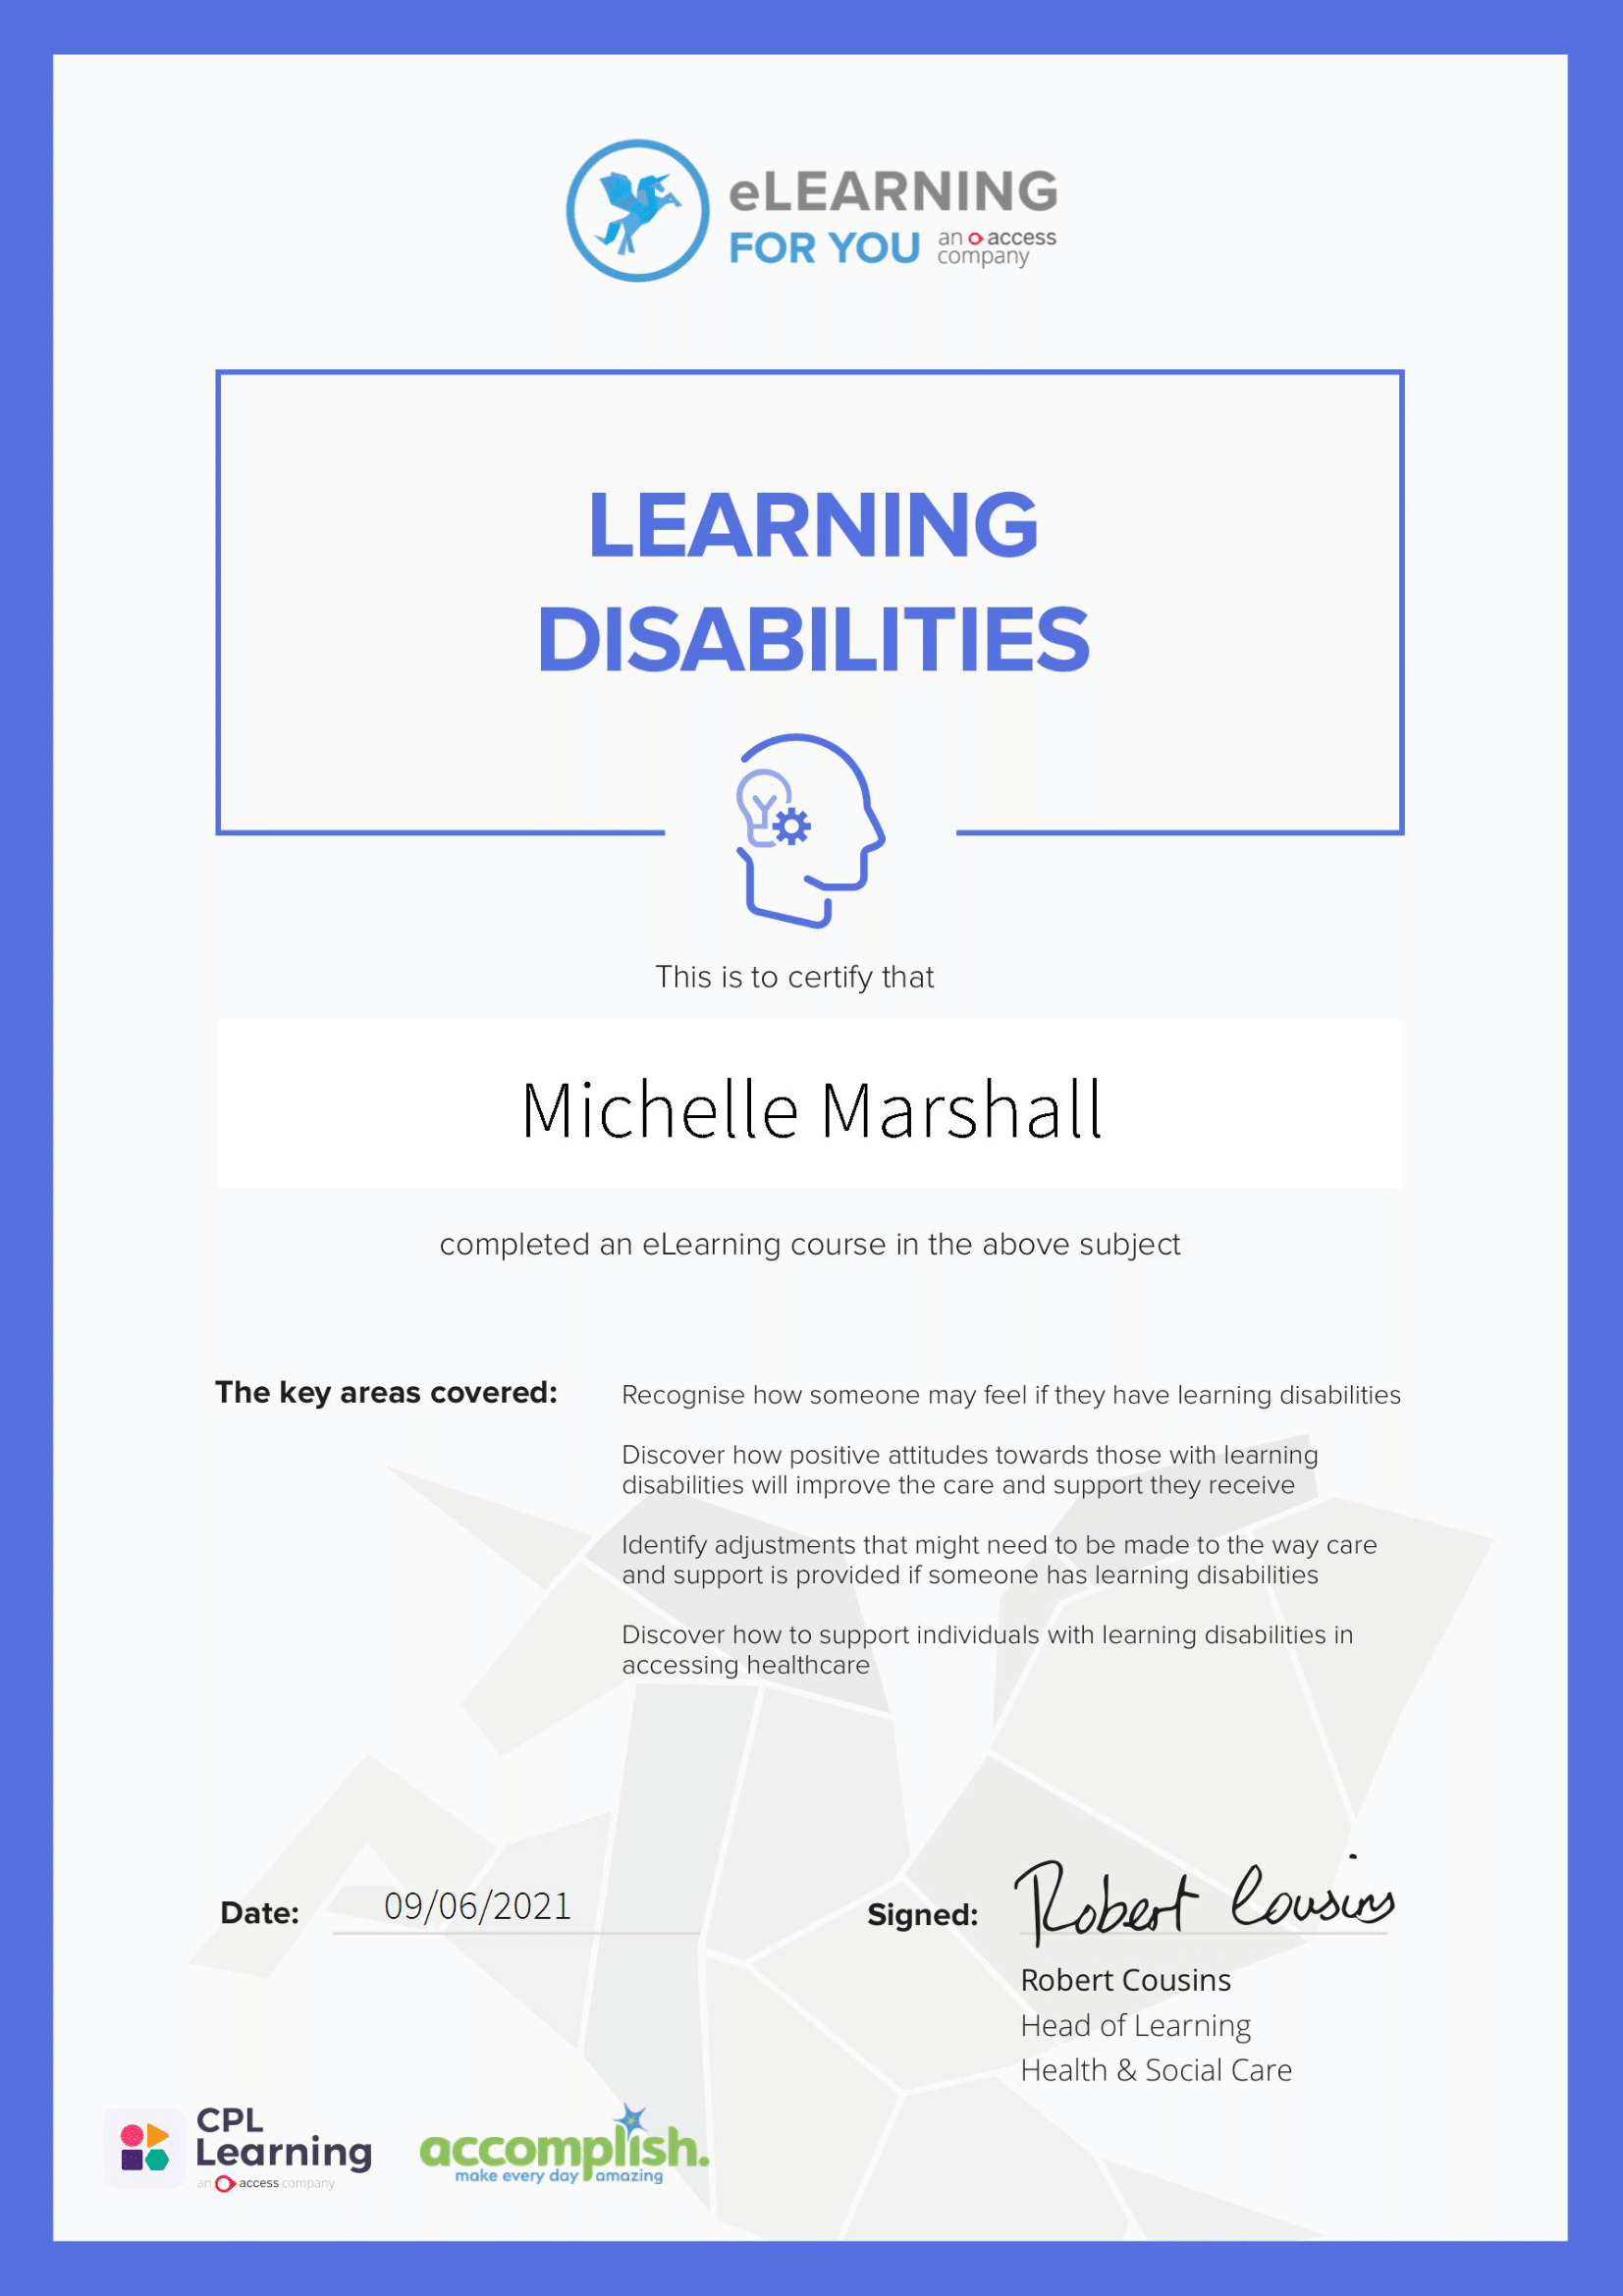 eLEARNING
FOR YOU an access
company
LEARNING
DISABILITIES
This is to certify that
Michelle Marshall
completed an eLearning course in the above subject
The key areas covered: Recognise how someone may feel if they have learning disabilities
Discover how positive attitudes towards those with learning
disabilities will improve the care and support they receive
Identify adjustments that might need to be made to the way care
and support is provided if someone has learning disabilities
Discover how to support individuals with learning disabilities in
accessing healthcare
Date: 09/06/2021 Signed: Robert Cousins
Robert Cousins
Head of Learning
Health & Social Care
CPL
Learning
an access company
accomplish.
make every day amazing